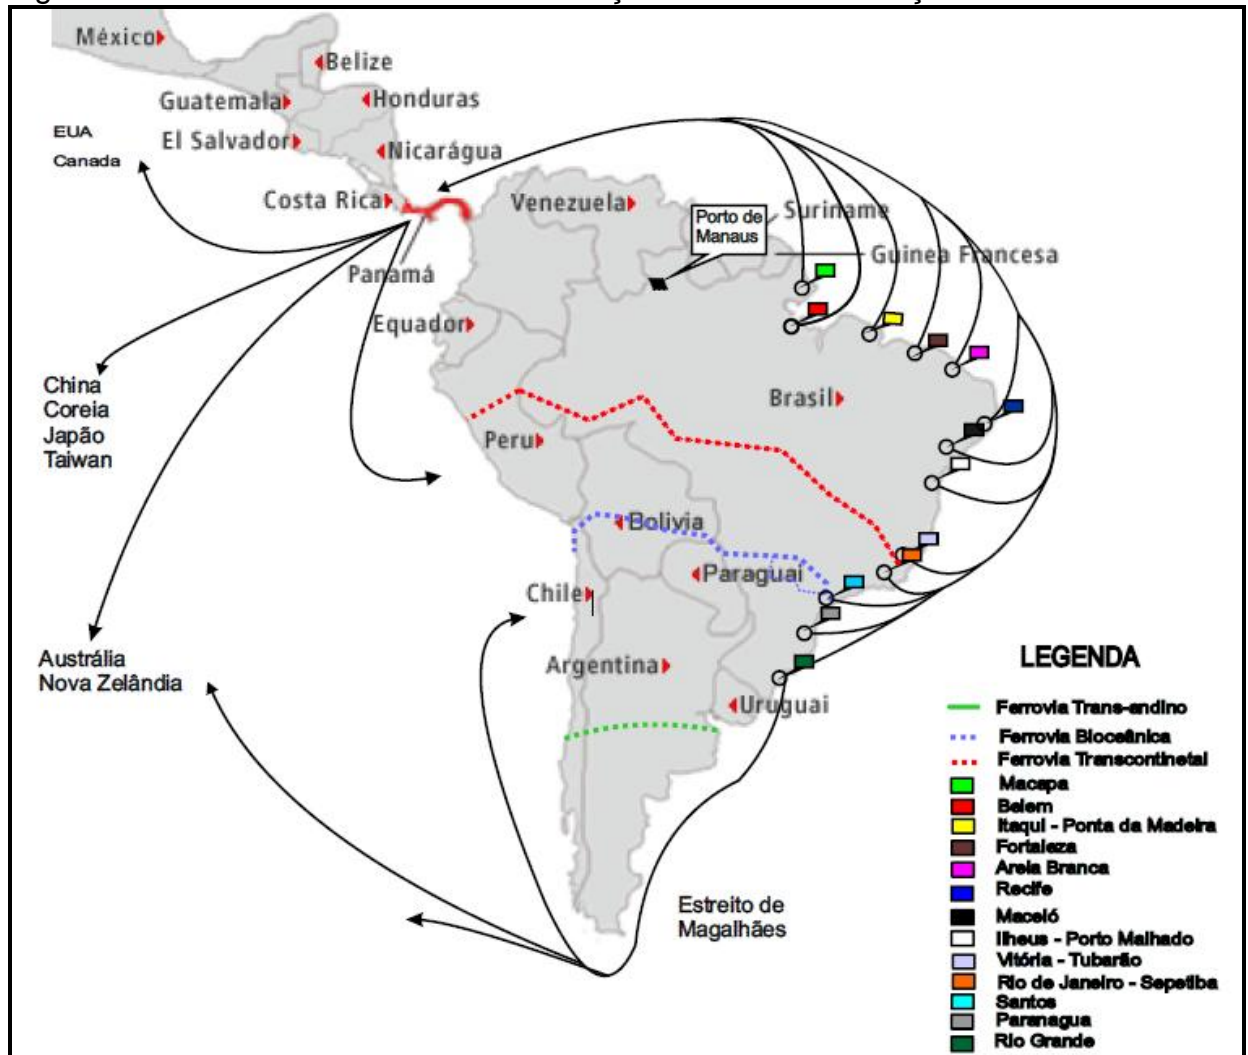 México
Belize
Guatemala
Honduras
EUA
Canada
El Salvador
Nicarágua
Costa Rica
Venezuela
Porto de
Manaus
Suriname
Guinea Francesa
Panamá
Equador
China
Coreia
Japão
Taiwan
Brasil
Peru
Bolivia
Paraguai
Chile
Austrália
Nova Zelândia
Argentina
Uruguai
Estreito de
Magalhães
LEGENDA
Ferrovia Trans-andino
Ferrovia Bioceânica
Ferrovia Transcontinetal
Macapa
Belem
Itaqui - Ponta da Madeira
Fortaleza
Areia Branca
Recife
Maceió
Ilheus - Porto Malhado
Vitória - Tubarão
Rio de Janeiro - Sepetiba
Santos
Paranagua
Rio Grande